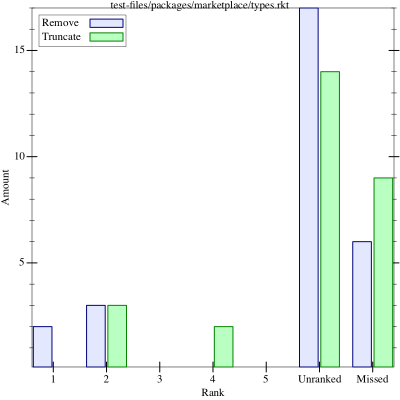 test-files/packages/marketplace/types.rkt
Remove
Truncate
15
10
5
Amount
1 2 3 4 5 Unranked Missed
Rank